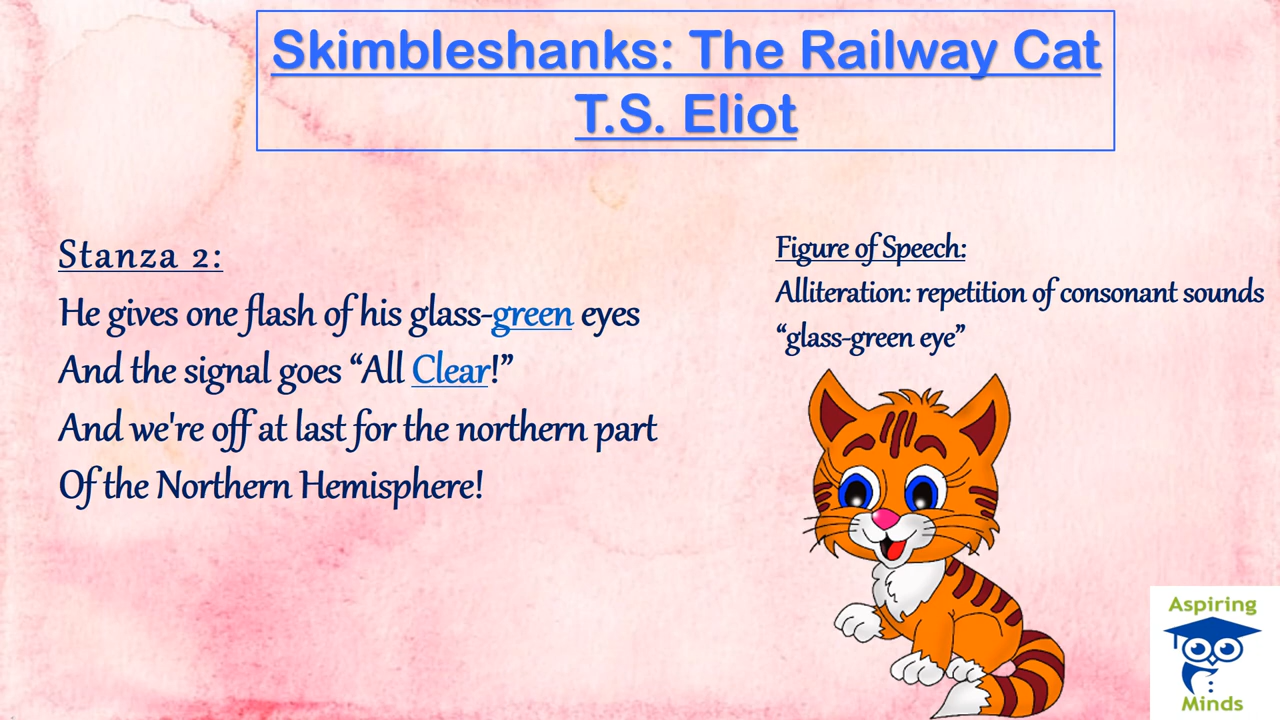 Skimbleshanks: The Railway Cat
T.S. Eliot
Stanza 2:
He gives one flash of his glass-green eyes
And the signal goes “All Clear!”
And we're off at last for the northern part
Of the Northern Hemisphere!
Figure of Speech:
Alliteration: repetition of consonant sounds
“glass-green eye”
Aspiring
Minds